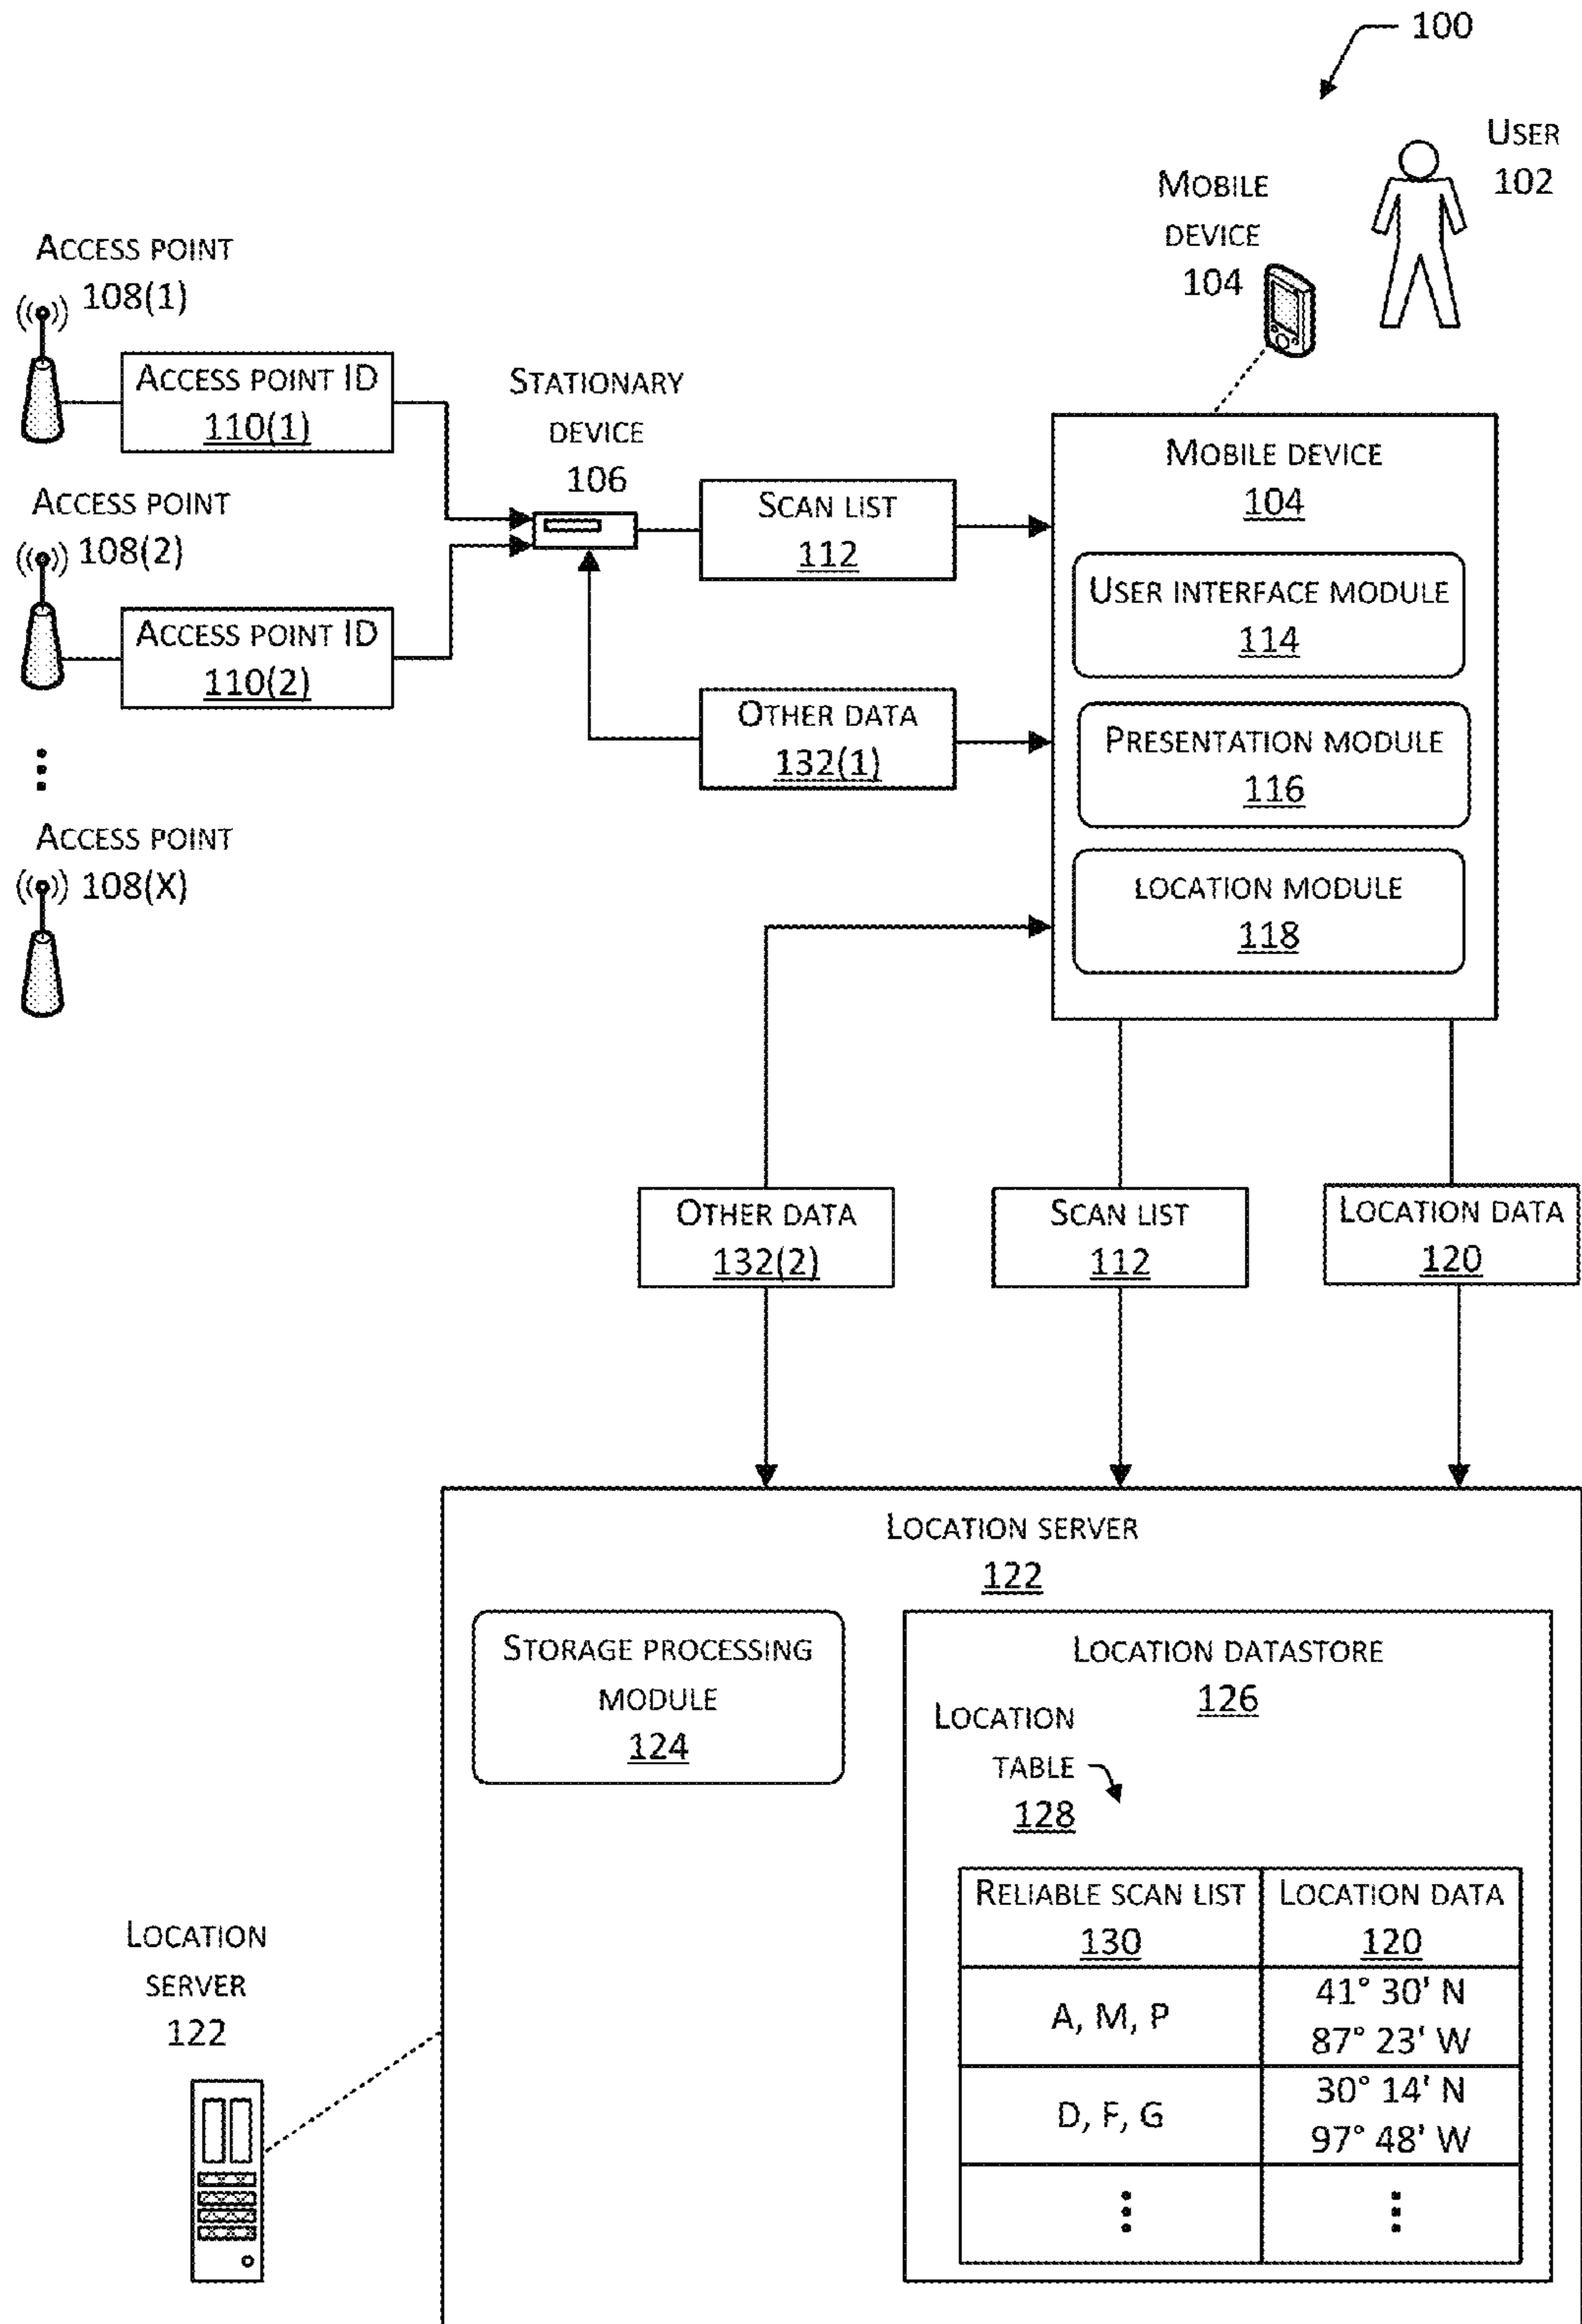 100
USER
102
MOBILE
DEVICE
104
ACCESS POINT
108(1)
ACCESS POINT ID
110(1)
STATIONARY
DEVICE
106
ACCESS POINT
108(2)
ACCESS POINT ID
110(2)
ACCESS POINT
108(X)
SCAN LIST
112
OTHER DATA
132(1)
MOBILE DEVICE
104
USER INTERFACE MODULE
114
PRESENTATION MODULE
116
LOCATION MODULE
118
OTHER DATA
132(2)
SCAN LIST
112
LOCATION DATA
120
LOCATION SERVER
122
STORAGE PROCESSING
MODULE
124
LOCATION DATASTORE
126
LOCATION
TABLE
128
RELIABLE SCAN LIST
130
LOCATION DATA
120
A, M, P
41° 30' N
87° 23' W
D, F, G
30° 14' N
97° 48' W
LOCATION
SERVER
122